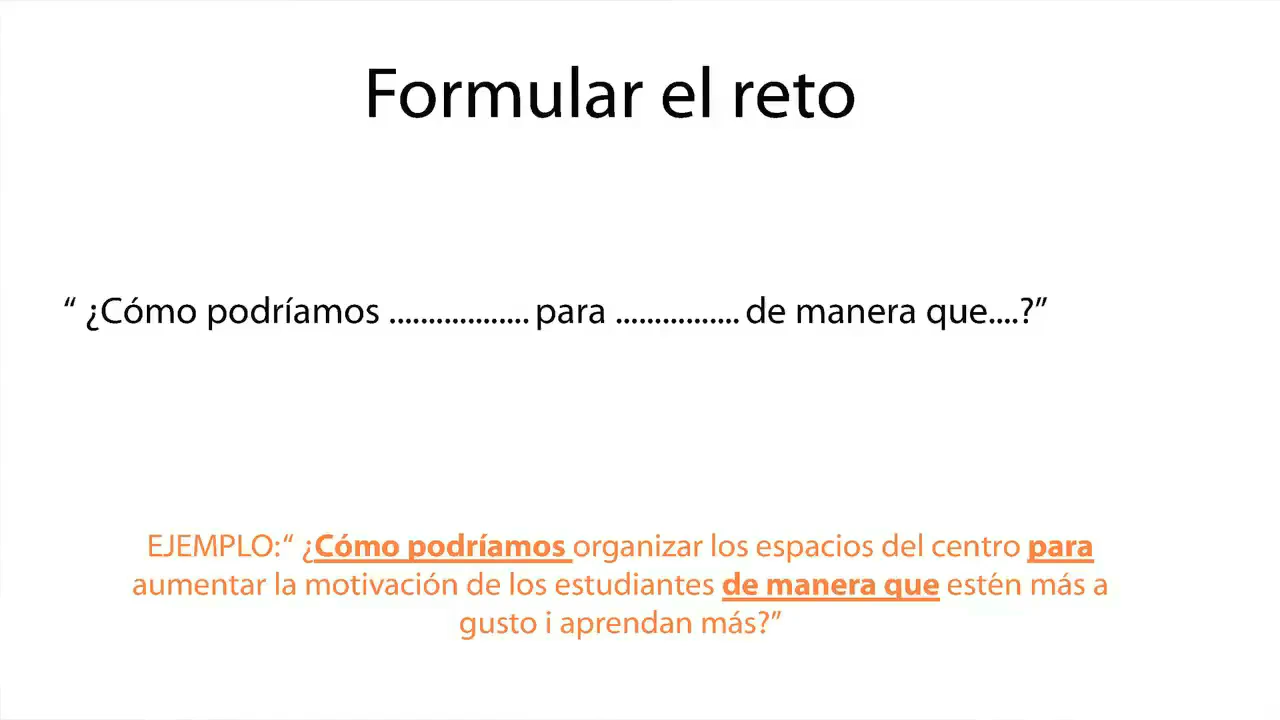 Formular el reto
“ ¿Cómo podríamos .................. para ................ de manera que....?”
EJEMPLO:“ ¿Cómo podríamos organizar los espacios del centro para
aumentar la motivación de los estudiantes de manera que estén más a
gusto i aprendan más?”